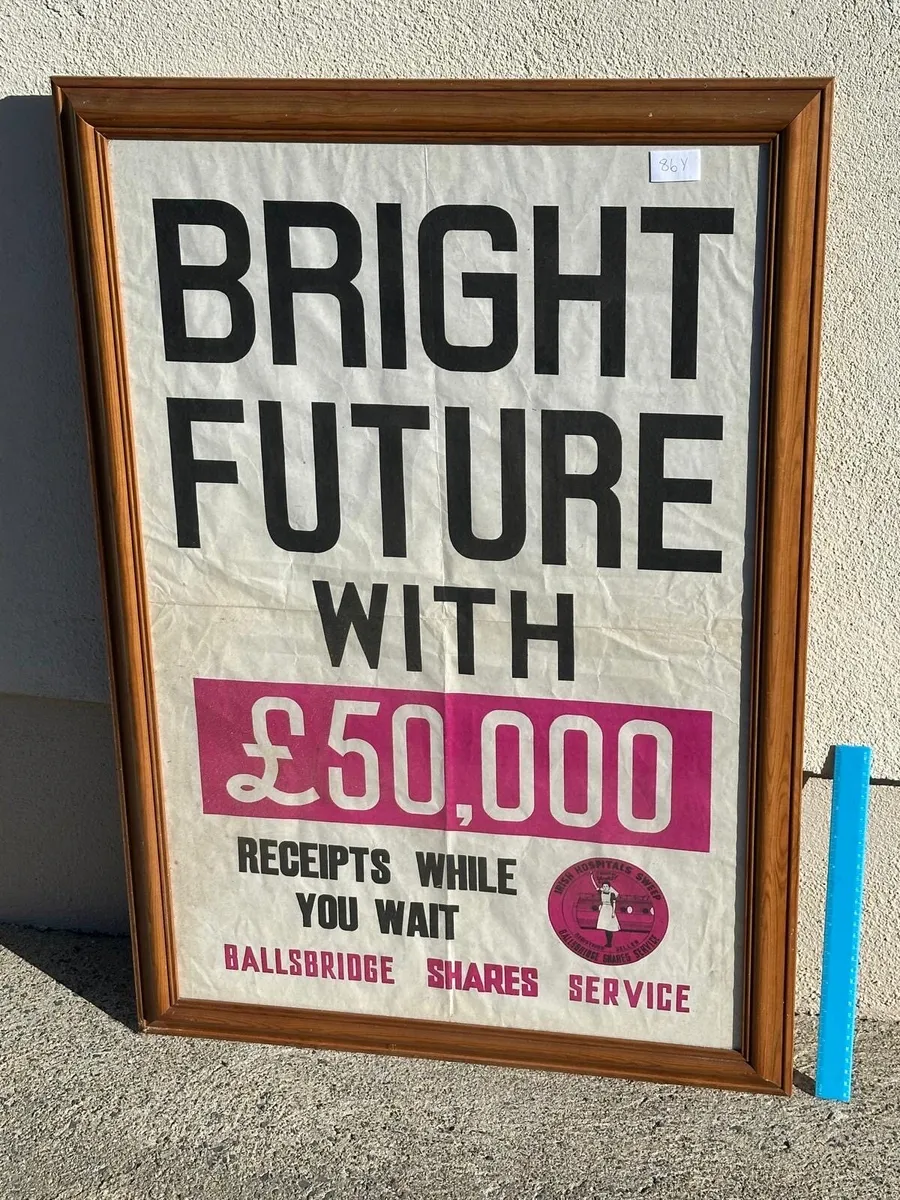 86Y
BRIGHT
FUTURE
WITH
£50,000
RECEIPTS WHILE
YOU WAIT
IRISH HOSPITALS SWEEP
SELLER
BALLSBRIDGE SHARES SERVICE
BALLSBRIDGE SHARES SERVICE